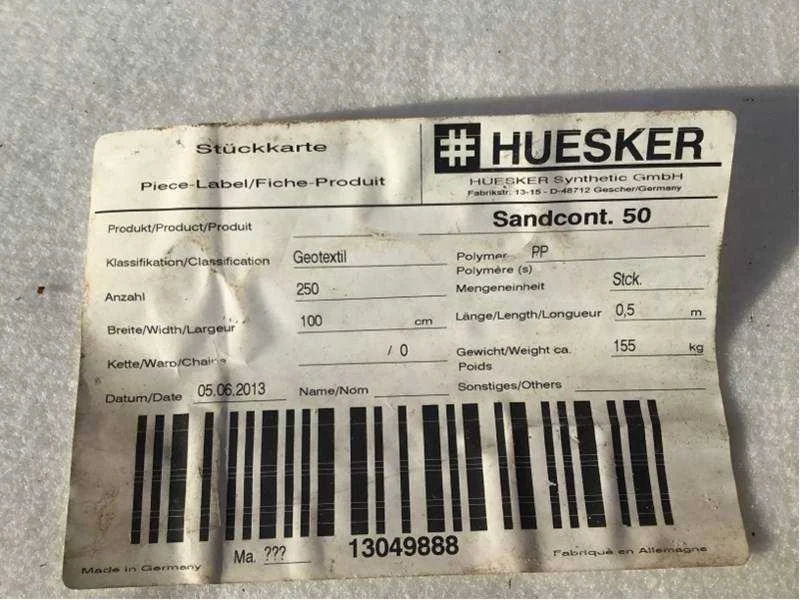 Stückkarte
Piece-Label/Fiche-Produit
HUESKER
HUESKER Synthetic GmbH
Fabrikstr. 13-15 - D-48712 Gescher/Germany
Produkt/Product/Produit Sandcont. 50
Klassifikation/Classification Geotextil Polymer PP
Polymère (s)
Anzahl 250 Mengeneinheit Stck.
Breite/Width/Largeur 100 cm Länge/Length/Longueur 0,5 m
Kette/Warp/Chaine / 0 Gewicht/Weight ca. 155 kg
Poids
Datum/Date 05.06.2013 Name/Nom Sonstiges/Others
Made in Germany Ma. ??? 13049888 Fabriqué en Allemagne